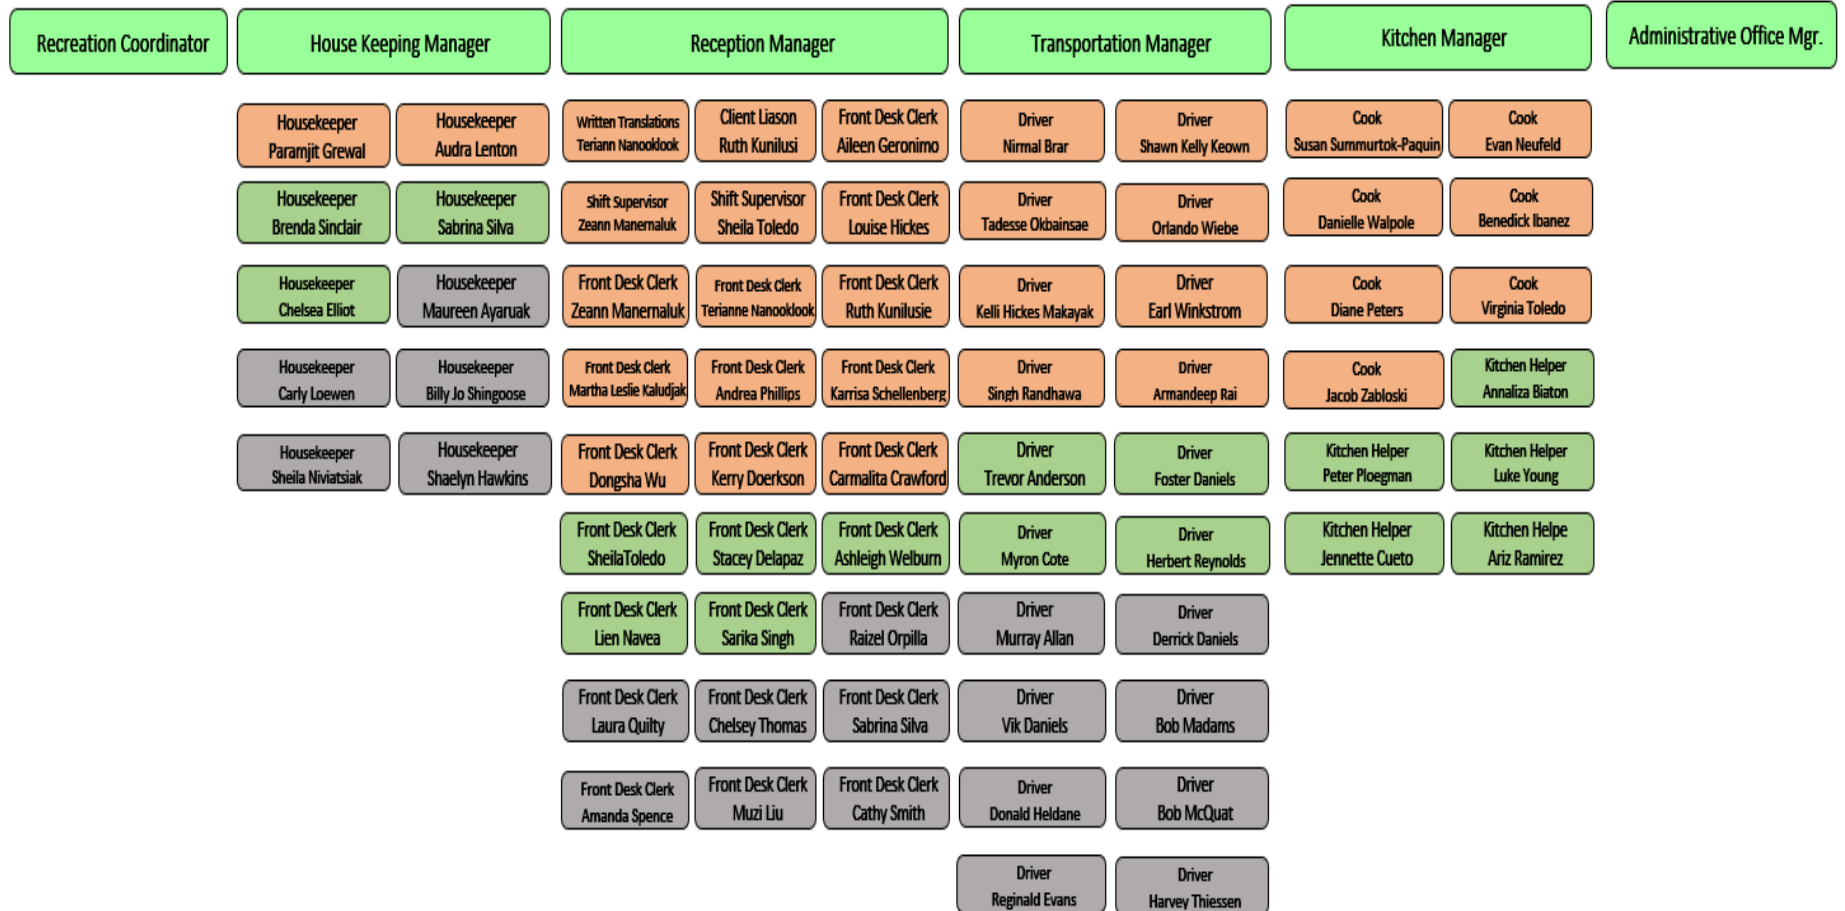 Recreation Coordinator
House Keeping Manager
Reception Manager
Transportation Manager
Kitchen Manager
Administrative Office Mgr.
Housekeeper
Paramjit Grewal
Housekeeper
Audra Lenton
Written Translations
Teriann Nanooklook
Client Liason
Ruth Kunilusi
Front Desk Clerk
Aileen Geronimo
Driver
Nirmal Brar
Driver
Shawn Kelly Keown
Cook
Susan Summurtok-Paquin
Cook
Evan Neufeld
Housekeeper
Brenda Sinclair
Housekeeper
Sabrina Silva
Shift Supervisor
Zeann Manernaluk
Shift Supervisor
Sheila Toledo
Front Desk Clerk
Louise Hickes
Driver
Tadesse Okbainsae
Driver
Orlando Wiebe
Cook
Danielle Walpole
Cook
Benedick Ibanez
Housekeeper
Chelsea Elliot
Housekeeper
Maureen Ayaruak
Front Desk Clerk
Zeann Manernaluk
Front Desk Clerk
Terianne Nanooklook
Front Desk Clerk
Ruth Kunilusie
Driver
Kelli Hickes Makayak
Driver
Earl Winkstrom
Cook
Diane Peters
Cook
Virginia Toledo
Housekeeper
Carly Loewen
Housekeeper
Billy Jo Shingoose
Front Desk Clerk
Martha Leslie Kaludjak
Front Desk Clerk
Andrea Phillips
Front Desk Clerk
Karrisa Schellenberg
Driver
Singh Randhawa
Driver
Armandeep Rai
Cook
Jacob Zabloski
Kitchen Helper
Annaliza Biaton
Housekeeper
Sheila Niviatsiak
Housekeeper
Shaelyn Hawkins
Front Desk Clerk
Dongsha Wu
Front Desk Clerk
Kerry Doerkson
Front Desk Clerk
Carmalita Crawford
Driver
Trevor Anderson
Driver
Foster Daniels
Kitchen Helper
Peter Ploegman
Kitchen Helper
Luke Young
Front Desk Clerk
SheilaToledo
Front Desk Clerk
Stacey Delapaz
Front Desk Clerk
Ashleigh Welburn
Driver
Myron Cote
Driver
Herbert Reynolds
Kitchen Helper
Jennette Cueto
Kitchen Helpe
Ariz Ramirez
Front Desk Clerk
Lien Navea
Front Desk Clerk
Sarika Singh
Front Desk Clerk
Raizel Orpilla
Driver
Murray Allan
Driver
Derrick Daniels
Front Desk Clerk
Laura Quilty
Front Desk Clerk
Chelsey Thomas
Front Desk Clerk
Sabrina Silva
Driver
Vik Daniels
Driver
Bob Madams
Front Desk Clerk
Amanda Spence
Front Desk Clerk
Muzi Liu
Front Desk Clerk
Cathy Smith
Driver
Donald Heldane
Driver
Bob McQuat
Driver
Reginald Evans
Driver
Harvey Thiessen